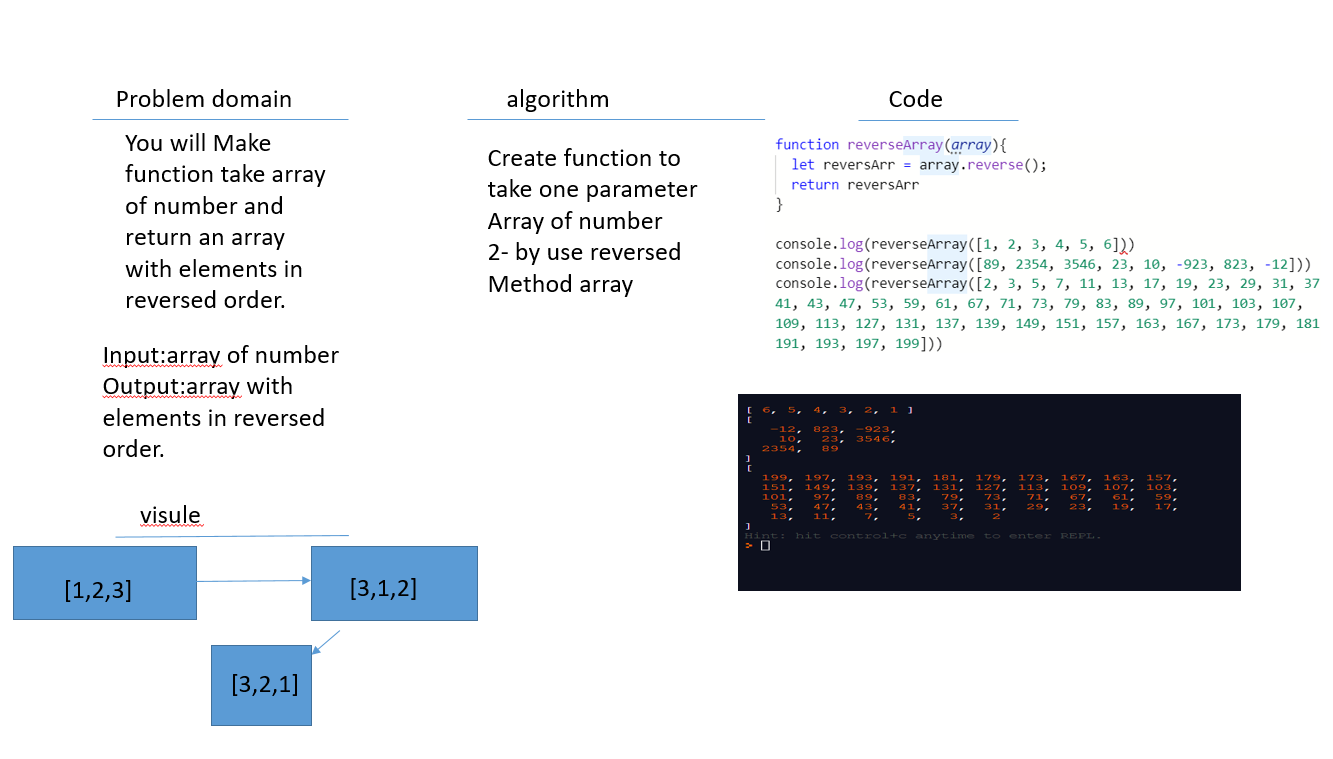 Problem domain
You will Make
function take array
of number and
return an array
with elements in
reversed order.
Input:array of number
Output:array with
elements in reversed
order.
visule
[1,2,3]
[3,1,2]
[3,2,1]
algorithm
Create function to
take one parameter
Array of number
2- by use reversed
Method array
Code
function reverseArray(array){
let reversArr = array.reverse();
return reversArr
}
console.log(reverseArray([1, 2, 3, 4, 5, 6]))
console.log(reverseArray([89, 2354, 3546, 23, 10, -923, 823, -12]))
console.log(reverseArray([2, 3, 5, 7, 11, 13, 17, 19, 23, 29, 31, 37
41, 43, 47, 53, 59, 61, 67, 71, 73, 79, 83, 89, 97, 101, 103, 107,
109, 113, 127, 131, 137, 139, 149, 151, 157, 163, 167, 173, 179, 181
191, 193, 197, 199]))
[ 6, 5, 4, 3, 2, 1 ]
[
-12, 823, -923,
10, 23, 3546,
2354, 89
]
[
199, 197, 193, 191, 181, 179, 173, 167, 163, 157,
151, 149, 139, 137, 131, 127, 113, 109, 107, 103,
101, 97, 89, 83, 79, 73, 71, 67, 61, 59,
53, 47, 43, 41, 37, 31, 29, 23, 19, 17,
13, 11, 7, 5, 3, 2
]
Hint: hit control+c anytime to enter REPL.
>